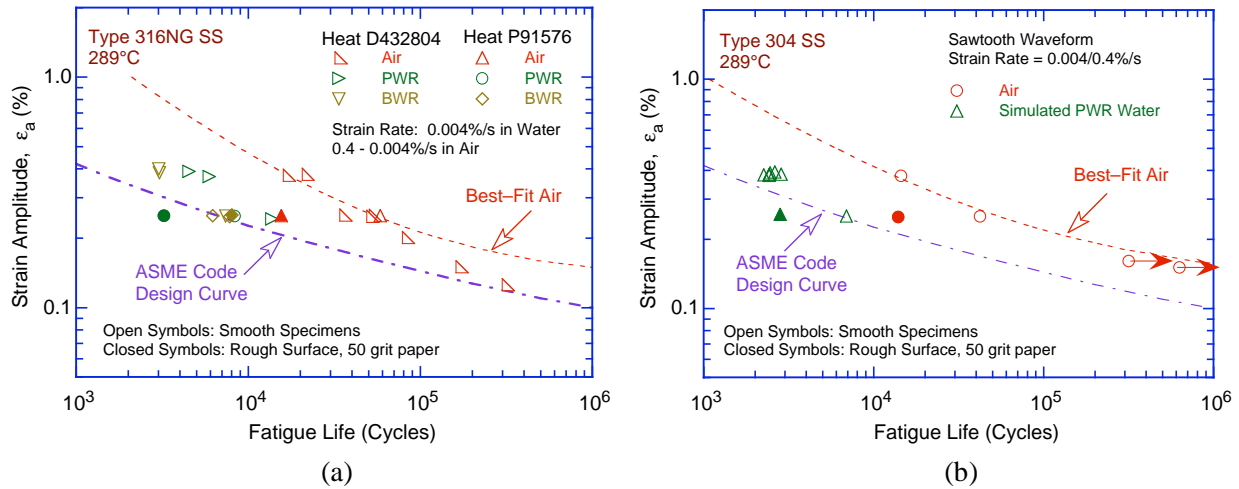 Type 316NG SS
289°C
Heat D432804
Heat P91576
Air
PWR
BWR
Air
PWR
BWR
Strain Rate: 0.004%/s in Water
0.4 - 0.004%/s in Air
Best–Fit Air
ASME Code
Design Curve
Open Symbols: Smooth Specimens
Closed Symbols: Rough Surface, 50 grit paper
Strain Amplitude, εa (%)
1.0
0.1
10³
10⁴
10⁵
10⁶
Fatigue Life (Cycles)
(a)
Type 304 SS
289°C
Sawtooth Waveform
Strain Rate = 0.004/0.4%/s
Air
Simulated PWR Water
Best–Fit Air
ASME Code
Design Curve
Open Symbols: Smooth Specimens
Closed Symbols: Rough Surface, 50 grit paper
Strain Amplitude, εa (%)
1.0
0.1
10³
10⁴
10⁵
10⁶
Fatigue Life (Cycles)
(b)